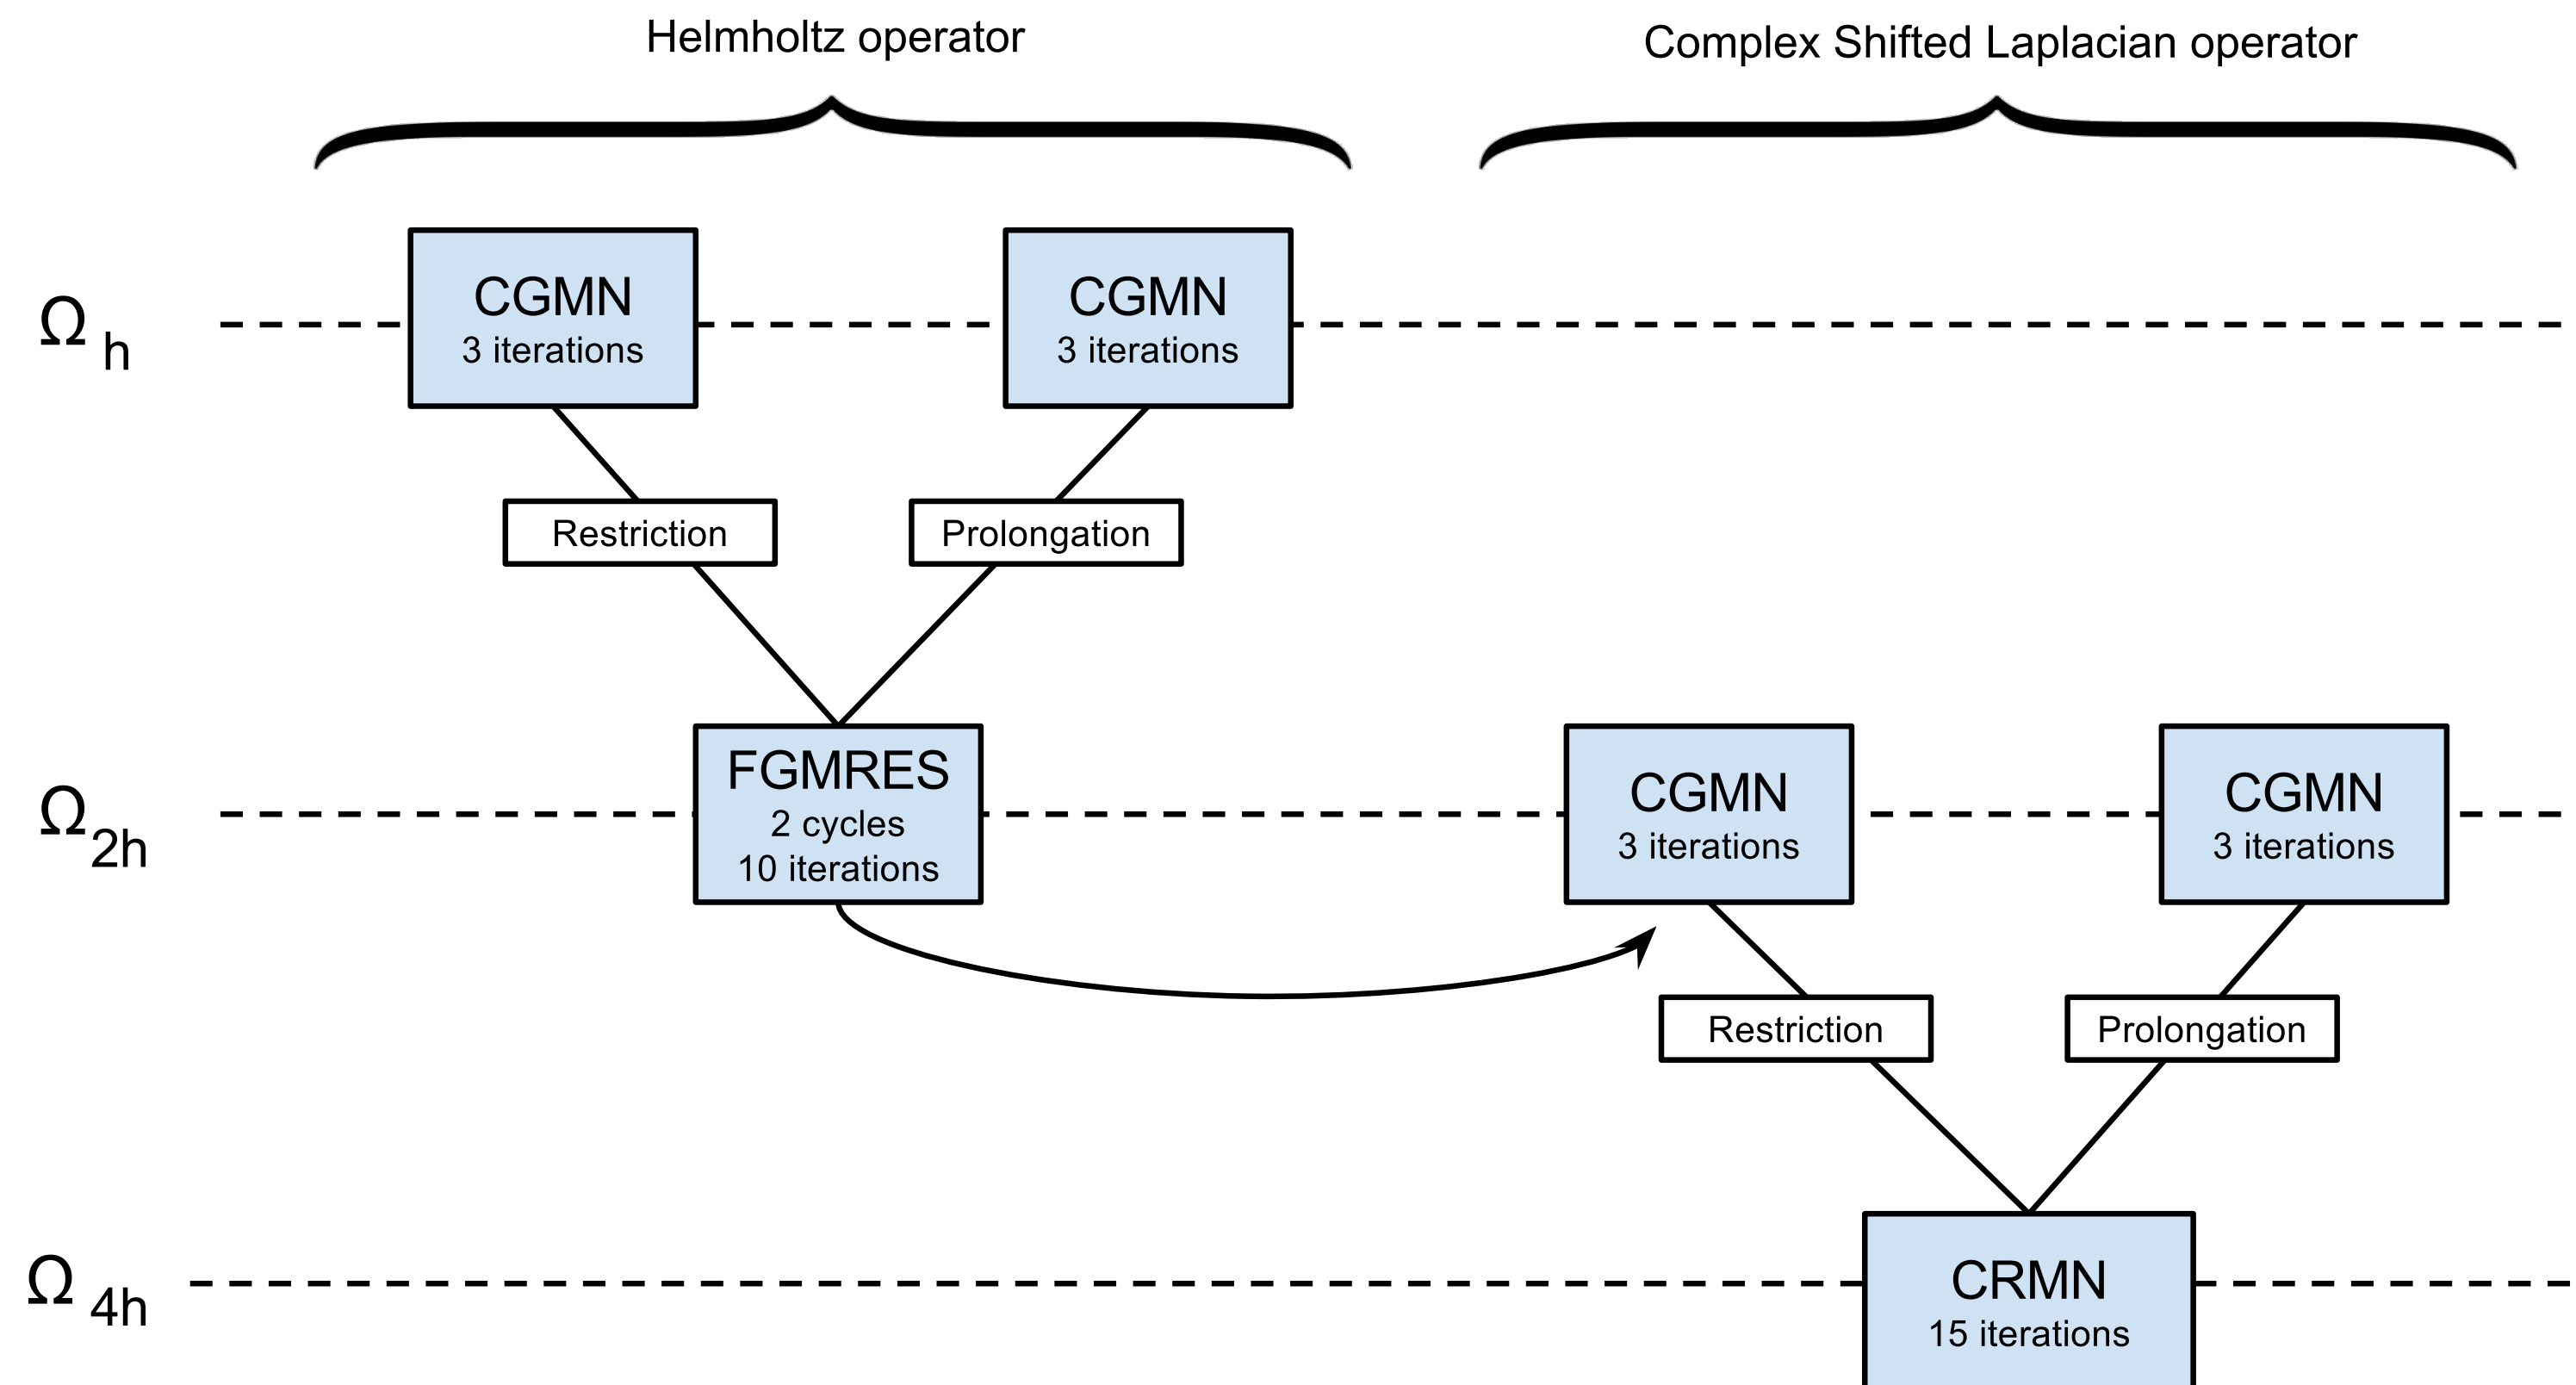 Helmholtz operator
Complex Shifted Laplacian operator
Ω h
CGMN
3 iterations
CGMN
3 iterations
Restriction
Prolongation
Ω 2h
FGMRES
2 cycles
10 iterations
CGMN
3 iterations
CGMN
3 iterations
Restriction
Prolongation
Ω 4h
CRMN
15 iterations